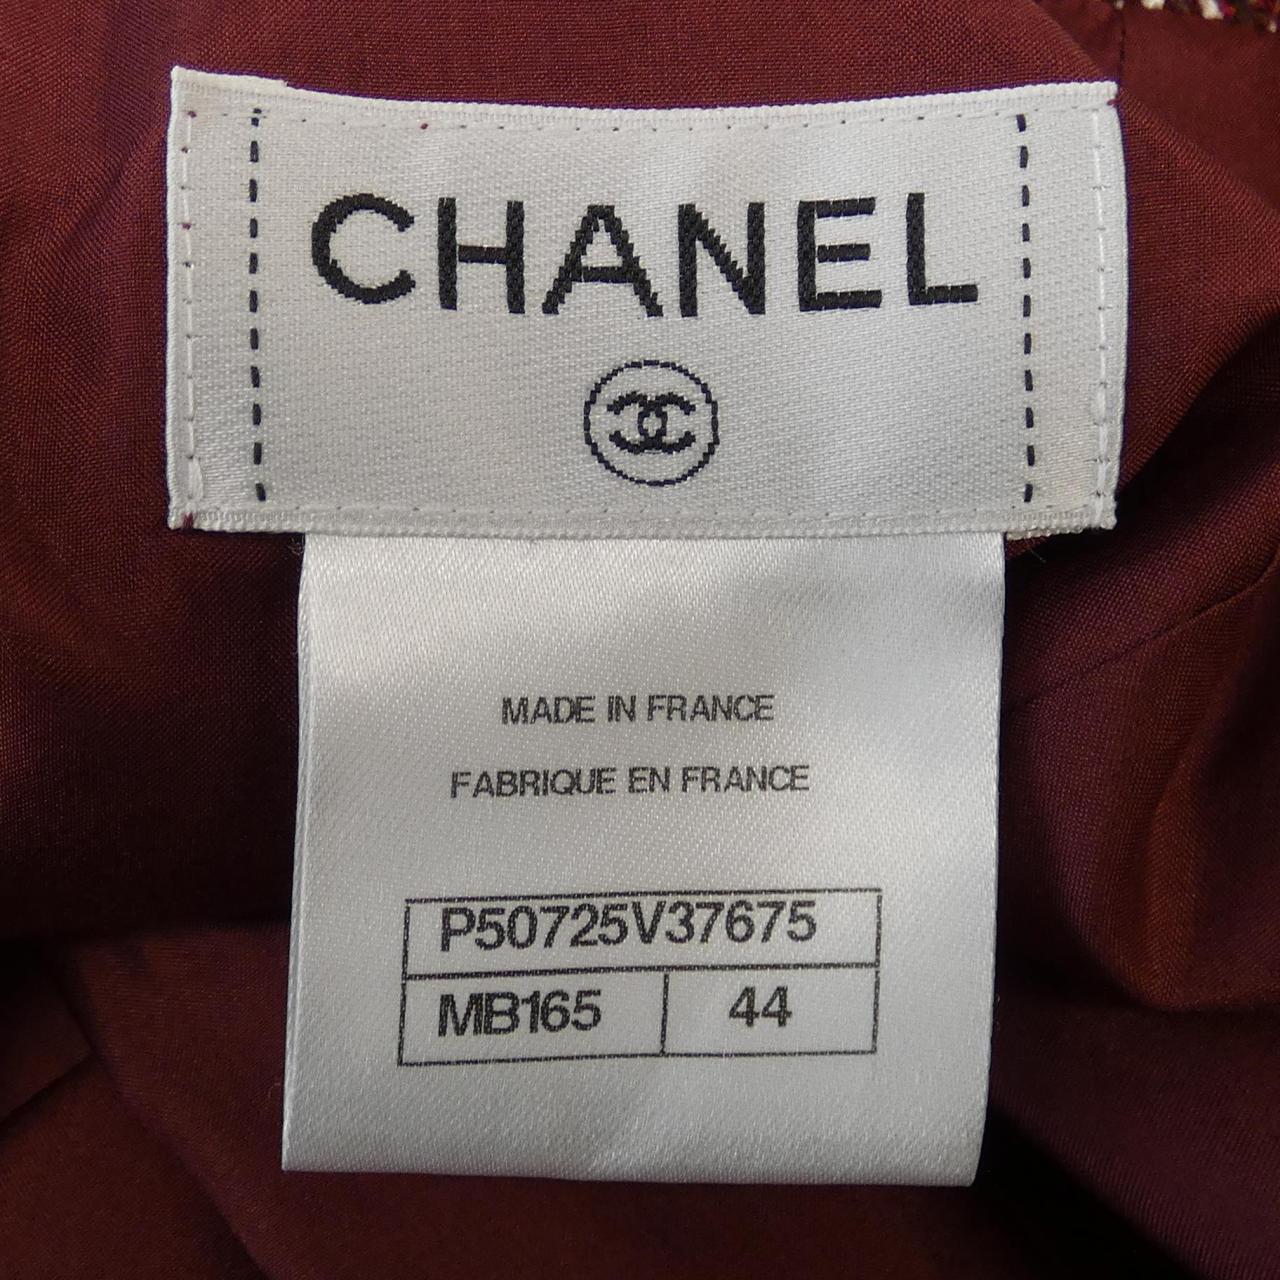 CHANEL
MADE IN FRANCE
FABRIQUE EN FRANCE
P50725V37675
MB165 44